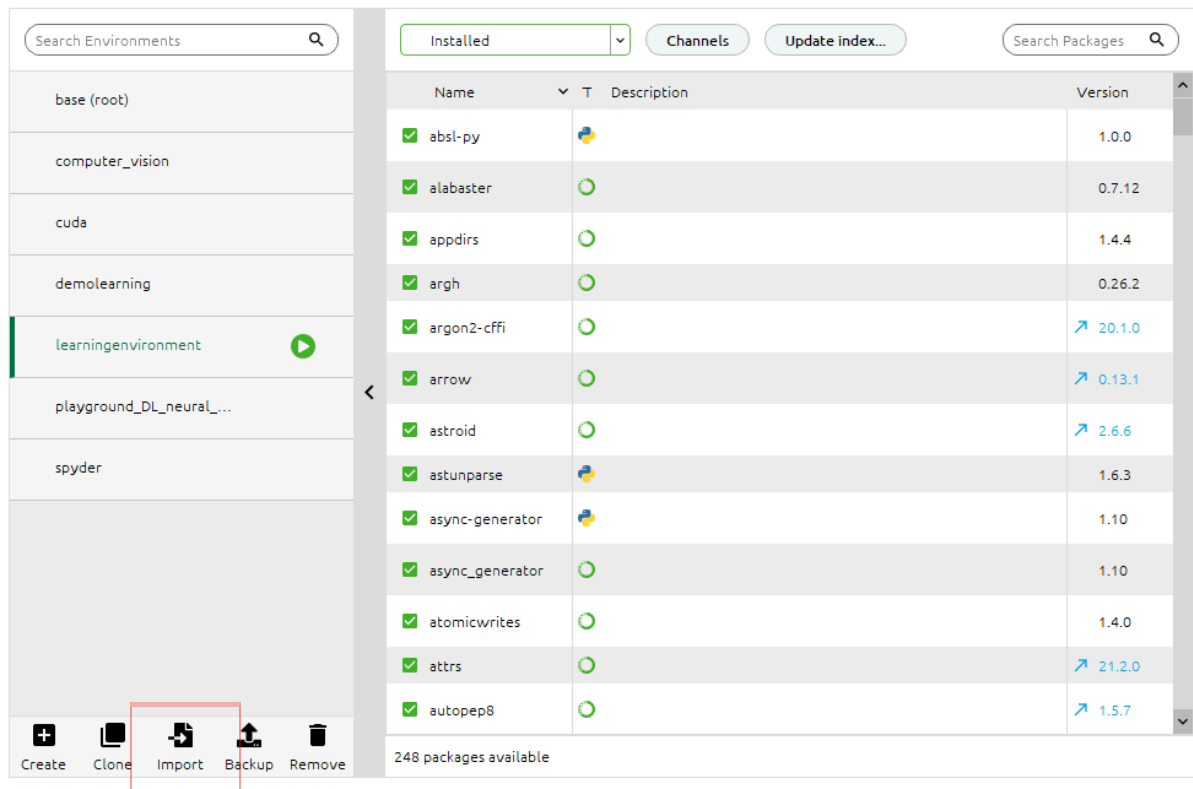 Search Environments
Installed
Channels
Update index...
Search Packages
base (root)
computer_vision
cuda
demolearning
learningenvironment
playground_DL_neural_...
spyder
Name T Description Version
absl-py 1.0.0
alabaster 0.7.12
appdirs 1.4.4
argh 0.26.2
argon2-cffi 20.1.0
arrow 0.13.1
astroid 2.6.6
astunparse 1.6.3
async-generator 1.10
async_generator 1.10
atomicwrites 1.4.0
attrs 21.2.0
autopep8 1.5.7
Create Clone Import Backup Remove
248 packages available